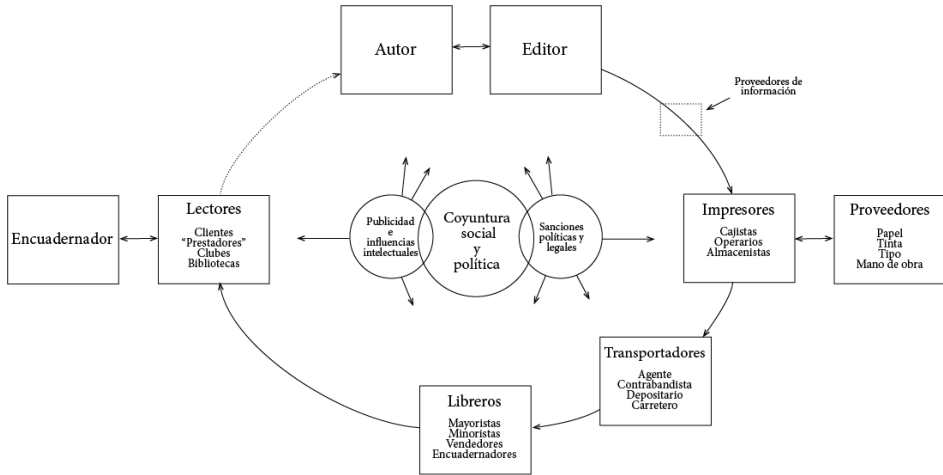 Autor
Editor
Proveedores de
información
Encuadernador
Lectores
Clientes
"Prestadores"
Clubes
Bibliotecas
Publicidad
e
influencias
intelectuales
Coyuntura
social
y
política
Sanciones
políticas y
legales
Impresores
Cajistas
Operarios
Almacenistas
Proveedores
Papel
Tinta
Tipo
Mano de obra
Transportadores
Agente
Contrabandista
Depositario
Carretero
Libreros
Mayoristas
Minoristas
Vendedores
Encuadernadores